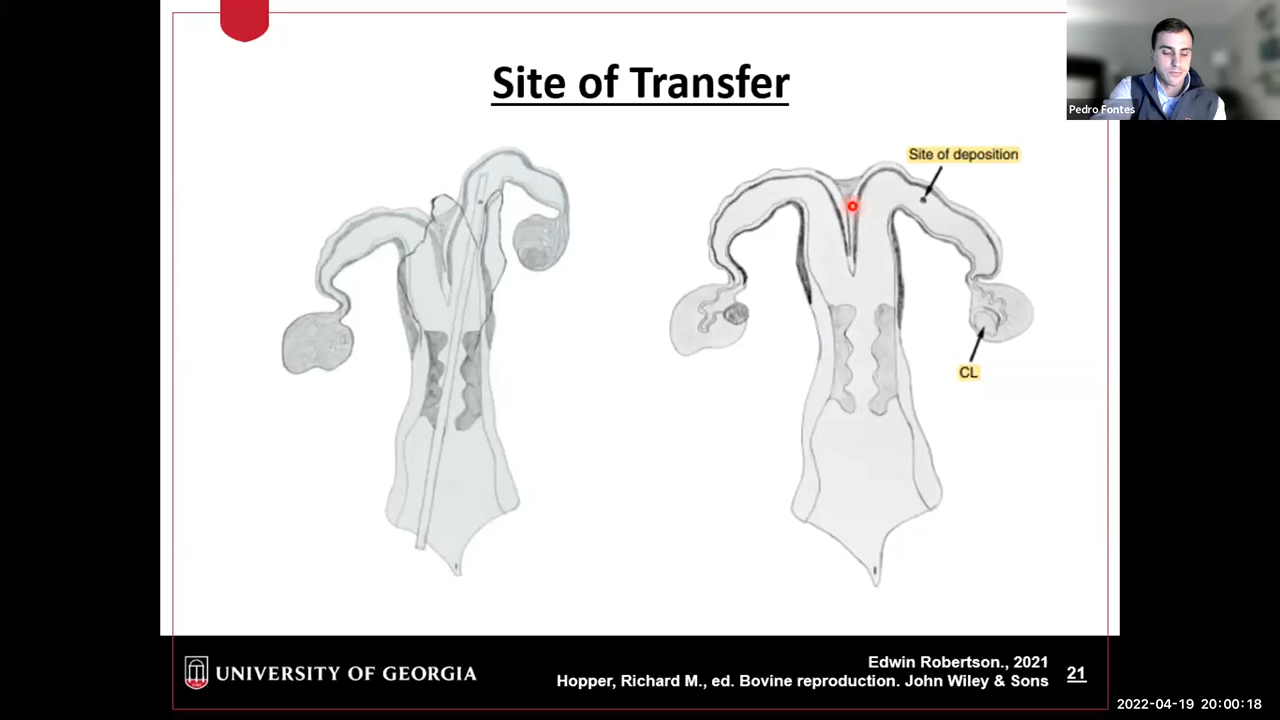 Site of Transfer
Pedro Fontes
Site of deposition
CL
UNIVERSITY OF GEORGIA
Edwin Robertson., 2021
Hopper, Richard M., ed. Bovine reproduction. John Wiley & Sons
21
2022-04-19 20:00:18